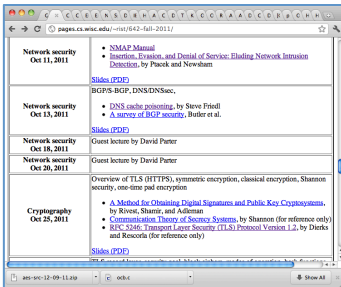 pages.cs.wisc.edu/~rist/642-fall-2011/
Network security
Oct 11, 2011
NMAP Manual
Insertion, Evasion, and Denial of Service: Eluding Network Intrusion
Detection, by Ptacek and Newsham
Slides (PDF)
Network security
Oct 13, 2011
BGP/S-BGP, DNS/DNSsec,
DNS cache poisoning, by Steve Friedl
A survey of BGP security, Butler et al.
Slides (PDF)
Network security
Oct 18, 2011
Guest lecture by David Parter
Network security
Oct 20, 2011
Guest lecture by David Parter
Cryptography
Oct 25, 2011
Overview of TLS (HTTPS), symmetric encryption, classical encryption, Shannon
security, one-time pad encryption
A Method for Obtaining Digital Signatures and Public Key Cryptosystems,
by Rivest, Shamir, and Adleman
Communication Theory of Secrecy Systems, by Shannon (for reference only)
RFC 5246: Transport Layer Security (TLS) Protocol Version 1.2, by Dierks
and Rescorla (for reference only)
Slides (PDF)
aes-src-12-09-11.zip
ocb.c
Show All